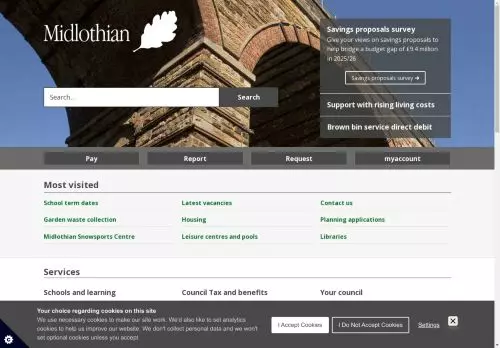 Midlothian
Savings proposals survey
Give your views on savings proposals to
help bridge a budget gap of £9.4 million
in 2025/26
Savings proposals survey
Search...
Search
Support with rising living costs
Brown bin service direct debit
Pay
Report
Request
myaccount
Most visited
School term dates
Latest vacancies
Contact us
Garden waste collection
Housing
Planning applications
Midlothian Snowsports Centre
Leisure centres and pools
Libraries
Services
Schools and learning
Council Tax and benefits
Your council
Your choice regarding cookies on this site
We use necessary cookies to make our site work. We'd also like to set analytics
cookies to help us improve our website. We don't collect personal data and we won't
set optional cookies unless you accept.
I Accept Cookies
I Do Not Accept Cookies
Settings